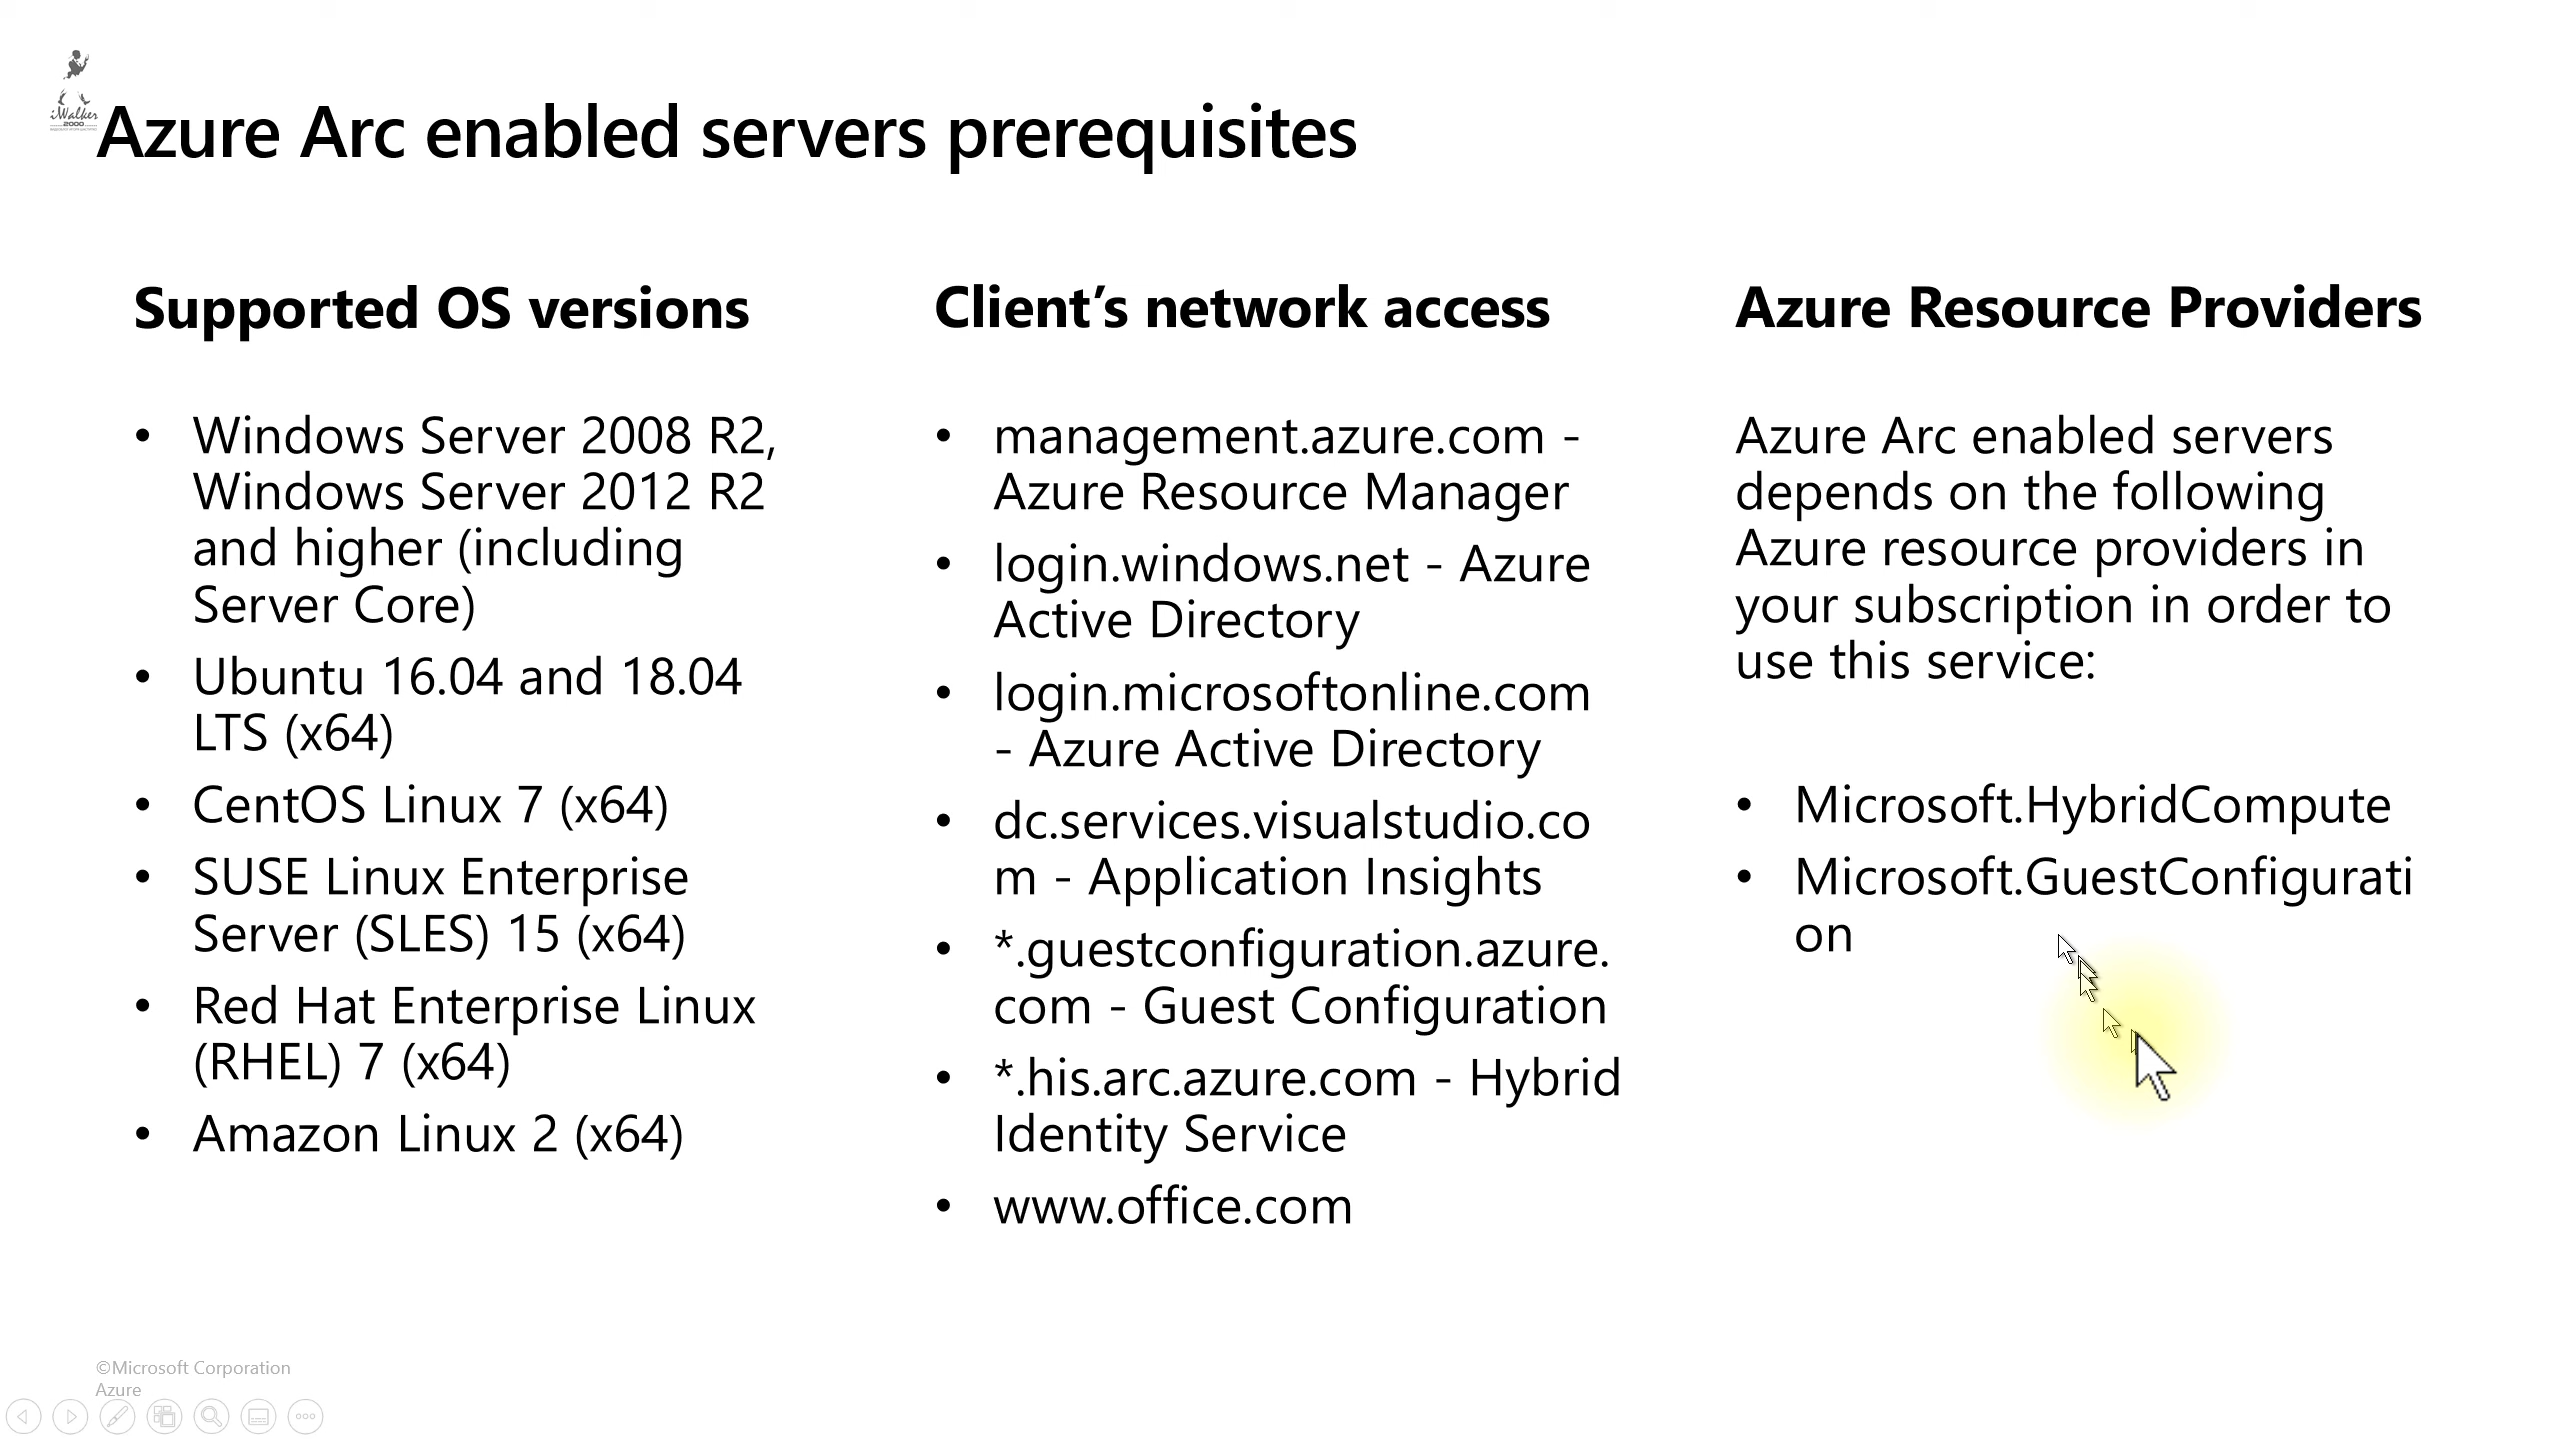 iWalker
2000
Azure Arc enabled servers prerequisites
Supported OS versions
• Windows Server 2008 R2,
Windows Server 2012 R2
and higher (including
Server Core)
• Ubuntu 16.04 and 18.04
LTS (x64)
• CentOS Linux 7 (x64)
• SUSE Linux Enterprise
Server (SLES) 15 (x64)
• Red Hat Enterprise Linux
(RHEL) 7 (x64)
• Amazon Linux 2 (x64)
Client’s network access
• management.azure.com -
Azure Resource Manager
• login.windows.net - Azure
Active Directory
• login.microsoftonline.com
- Azure Active Directory
• dc.services.visualstudio.co
m - Application Insights
• *.guestconfiguration.azure.
com - Guest Configuration
• *.his.arc.azure.com - Hybrid
Identity Service
• www.office.com
Azure Resource Providers
Azure Arc enabled servers
depends on the following
Azure resource providers in
your subscription in order to
use this service:
• Microsoft.HybridCompute
• Microsoft.GuestConfigurati
on
©Microsoft Corporation
Azure